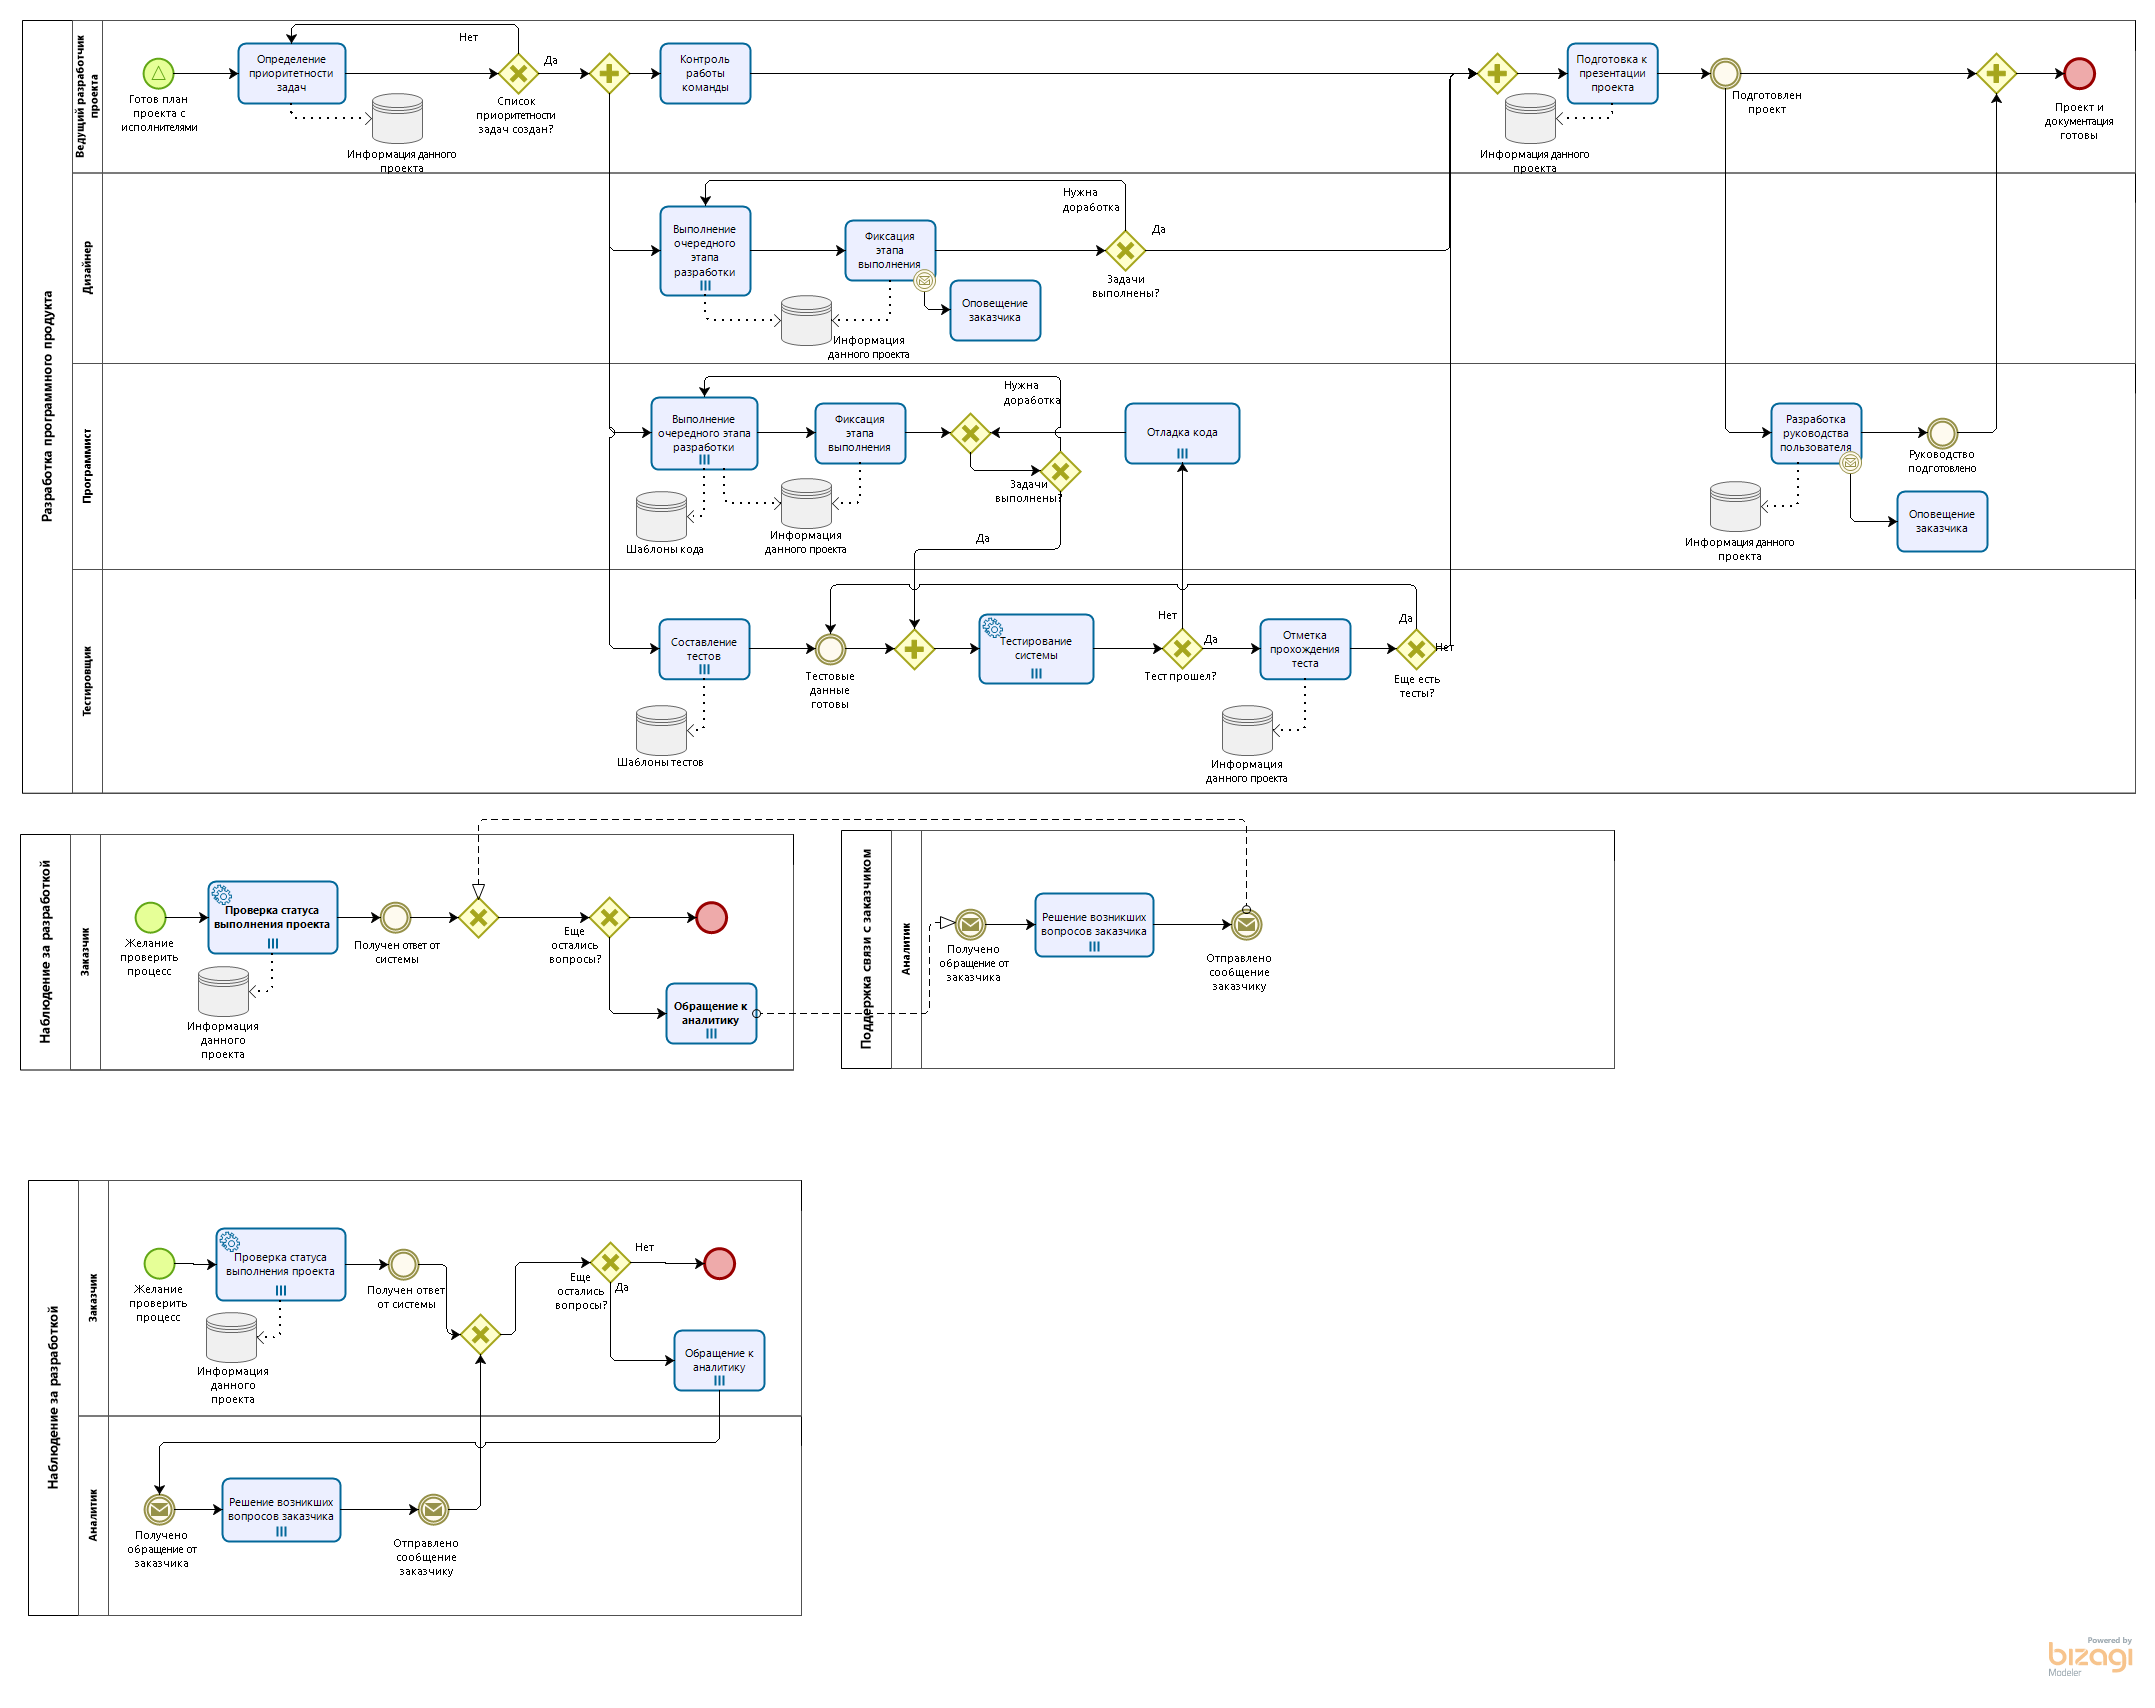 Разработка программного продукта
Ведущий разработчик
проекта
Готов план
проекта с
исполнителями
Определение
приоритетности
задач
Информация данного
проекта
Нет
Да
Список
приоритетности
задач создан?
Контроль
работы
команды
Подготовка к
презентации
проекта
Информация данного
проекта
Подготовлен
проект
Проект и
документация
готовы
Дизайнер
Выполнение
очередного
этапа
разработки
Фиксация
этапа
выполнения
Информация
данного проекта
Оповещение
заказчика
Нужна
доработка
Да
Задачи
выполнены?
Программист
Выполнение
очередного этапа
разработки
Шаблоны кода
Фиксация
этапа
выполнения
Информация
данного проекта
Нужна
доработка
Задачи
выполнены?
Да
Отладка кода
Разработка
руководства
пользователя
Информация данного
проекта
Руководство
подготовлено
Оповещение
заказчика
Тестировщик
Составление
тестов
Шаблоны тестов
Тестовые
данные
готовы
Тестирование
системы
Нет
Да
Тест прошел?
Отметка
прохождения
теста
Информация
данного проекта
Да
Нет
Еще есть
тесты?
Наблюдение за разработкой
Заказчик
Желание
проверить
процесс
Проверка статуса
выполнения проекта
Информация
данного
проекта
Получен ответ от
системы
Еще
остались
вопросы?
Обращение к
аналитику
Поддержка связи с заказчиком
Аналитик
Получено
обращение от
заказчика
Решение возникших
вопросов заказчика
Отправлено
сообщение
заказчику
Наблюдение за разработкой
Заказчик
Желание
проверить
процесс
Проверка статуса
выполнения проекта
Информация
данного
проекта
Получен ответ
от системы
Еще
остались
вопросы?
Нет
Да
Обращение к
аналитику
Аналитик
Получено
обращение от
заказчика
Решение возникших
вопросов заказчика
Отправлено
сообщение
заказчику
Powered by
bizagi
Modeler